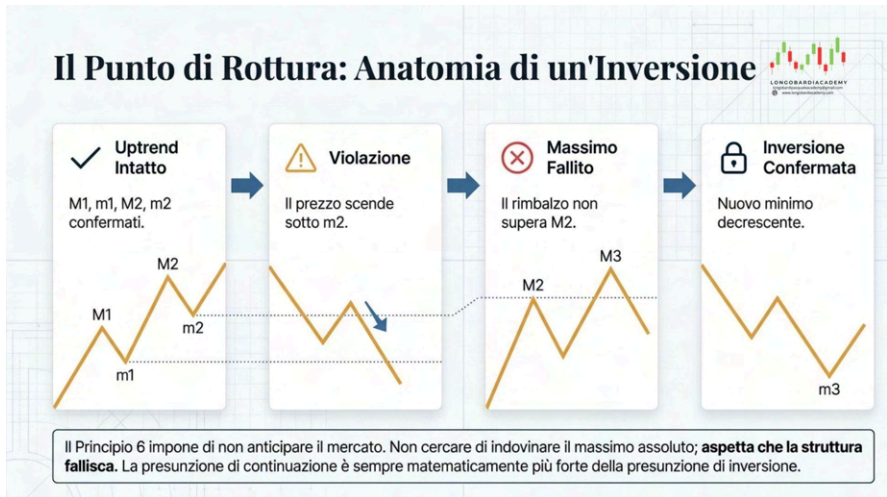 Il Punto di Rottura: Anatomia di un'Inversione
LONGOBARDIACADEMY
www.longobardiacademy.com
Uptrend
Intatto
M1, m1, M2, m2
confermati.
M2
M1
m2
m1
Violazione
Il prezzo scende
sotto m2.
Massimo
Fallito
Il rimbalzo non
supera M2.
M3
M2
Inversione
Confermata
Nuovo minimo
decrescente.
m3
Il Principio 6 impone di non anticipare il mercato. Non cercare di indovinare il massimo assoluto; aspetta che la struttura
fallisca. La presunzione di continuazione è sempre matematicamente più forte della presunzione di inversione.